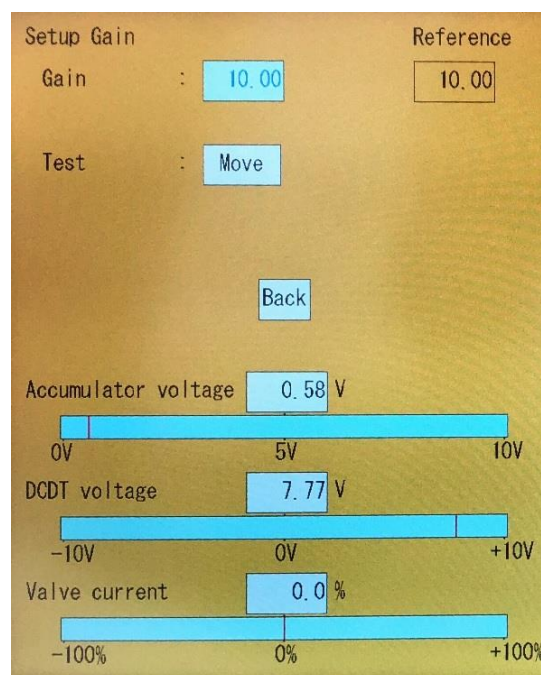 Setup Gain Reference
Gain : 10.00 10.00
Test : Move
Back
Accumulator voltage 0.58 V
0V 5V 10V
DCDT voltage 7.77 V
-10V 0V +10V
Valve current 0.0 %
-100% 0% +100%